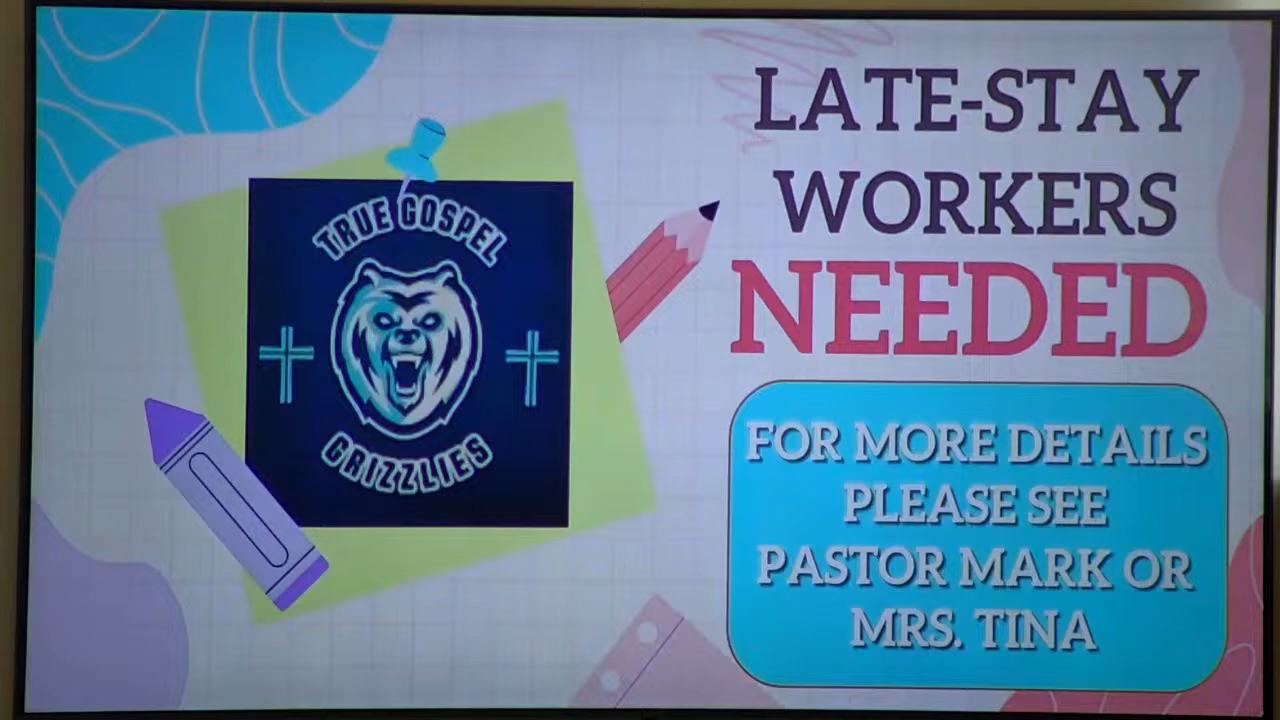 TRUE GOSPEL
GRIZZLIES
LATE-STAY
WORKERS
NEEDED
FOR MORE DETAILS
PLEASE SEE
PASTOR MARK OR
MRS. TINA